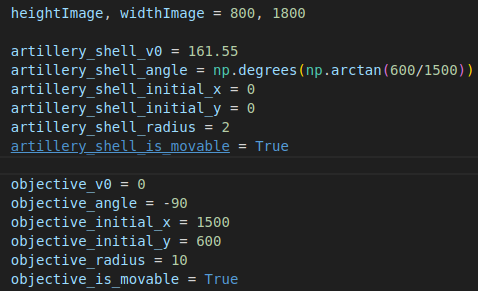 heightImage, widthImage = 800, 1800
artillery_shell_v0 = 161.55
artillery_shell_angle = np.degrees(np.arctan(600/1500))
artillery_shell_initial_x = 0
artillery_shell_initial_y = 0
artillery_shell_radius = 2
artillery_shell_is_movable = True
objective_v0 = 0
objective_angle = -90
objective_initial_x = 1500
objective_initial_y = 600
objective_radius = 10
objective_is_movable = True